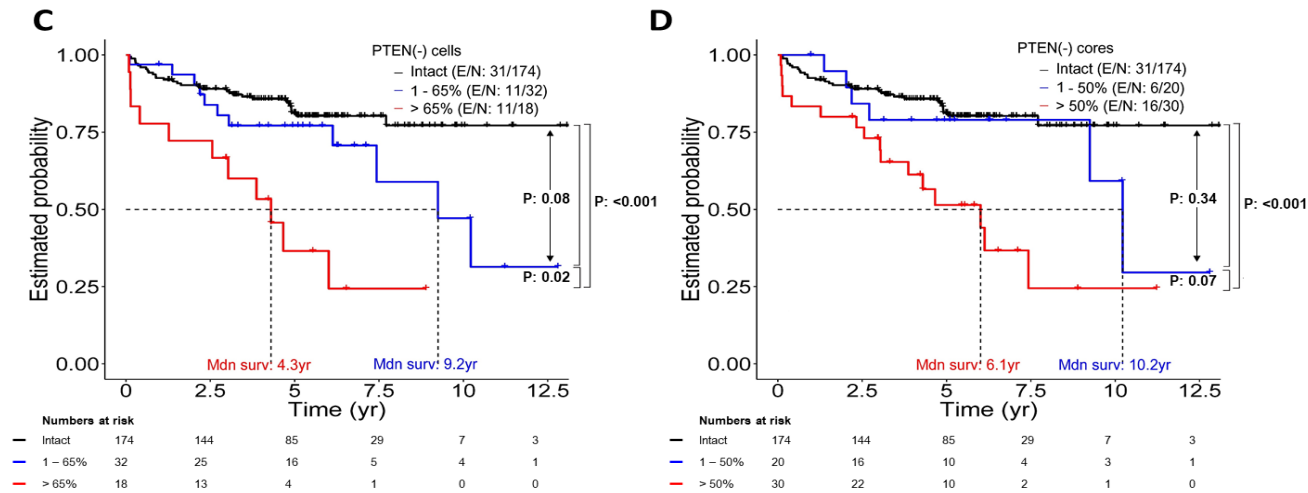 C
Estimated probability
1.00
0.75
0.50
0.25
0.00
PTEN(-) cells
Intact (E/N: 31/174)
1 - 65% (E/N: 11/32)
> 65% (E/N: 11/18)
P: 0.08
P: <0.001
P: 0.02
Mdn surv: 4.3yr
Mdn surv: 9.2yr
0 2.5 5 7.5 10 12.5
Time (yr)
Numbers at risk
Intact 174 144 85 29 7 3
1 – 65% 32 25 16 5 4 1
> 65% 18 13 4 1 0 0
D
Estimated probability
1.00
0.75
0.50
0.25
0.00
PTEN(-) cores
Intact (E/N: 31/174)
1 - 50% (E/N: 6/20)
> 50% (E/N: 16/30)
P: 0.34
P: <0.001
P: 0.07
Mdn surv: 6.1yr
Mdn surv: 10.2yr
0 2.5 5 7.5 10 12.5
Time (yr)
Numbers at risk
Intact 174 144 85 29 7 3
1 – 50% 20 16 10 4 3 1
> 50% 30 22 10 2 1 0